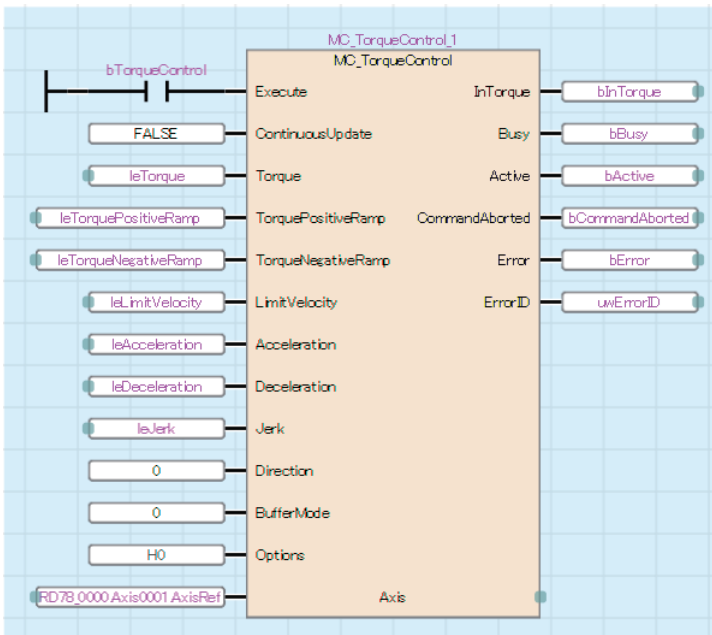 MC_TorqueControl_1
MC_TorqueControl
bTorqueControl
Execute InTorque bInTorque
FALSE ContinuousUpdate Busy bBusy
leTorque Torque Active bActive
leTorquePositiveRamp TorquePositiveRamp CommandAborted bCommandAborted
leTorqueNegativeRamp TorqueNegativeRamp Error bError
leLimitVelocity LimitVelocity ErrorID uwErrorID
leAcceleration Acceleration
leDeceleration Deceleration
leJerk Jerk
0 Direction
0 BufferMode
H0 Options
RD78_0000.Axis0001.AxisRef Axis